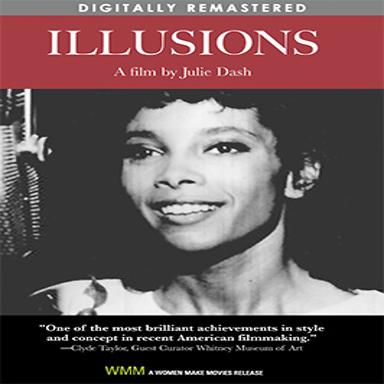 DIGITALLY REMASTERED
ILLUSIONS
A film by Julie Dash
"One of the most brilliant achievements in style
and concept in recent American filmmaking."
—Clyde Taylor, Guest Curator Whitney Museum of Art
WMM A WOMEN MAKE MOVIES RELEASE